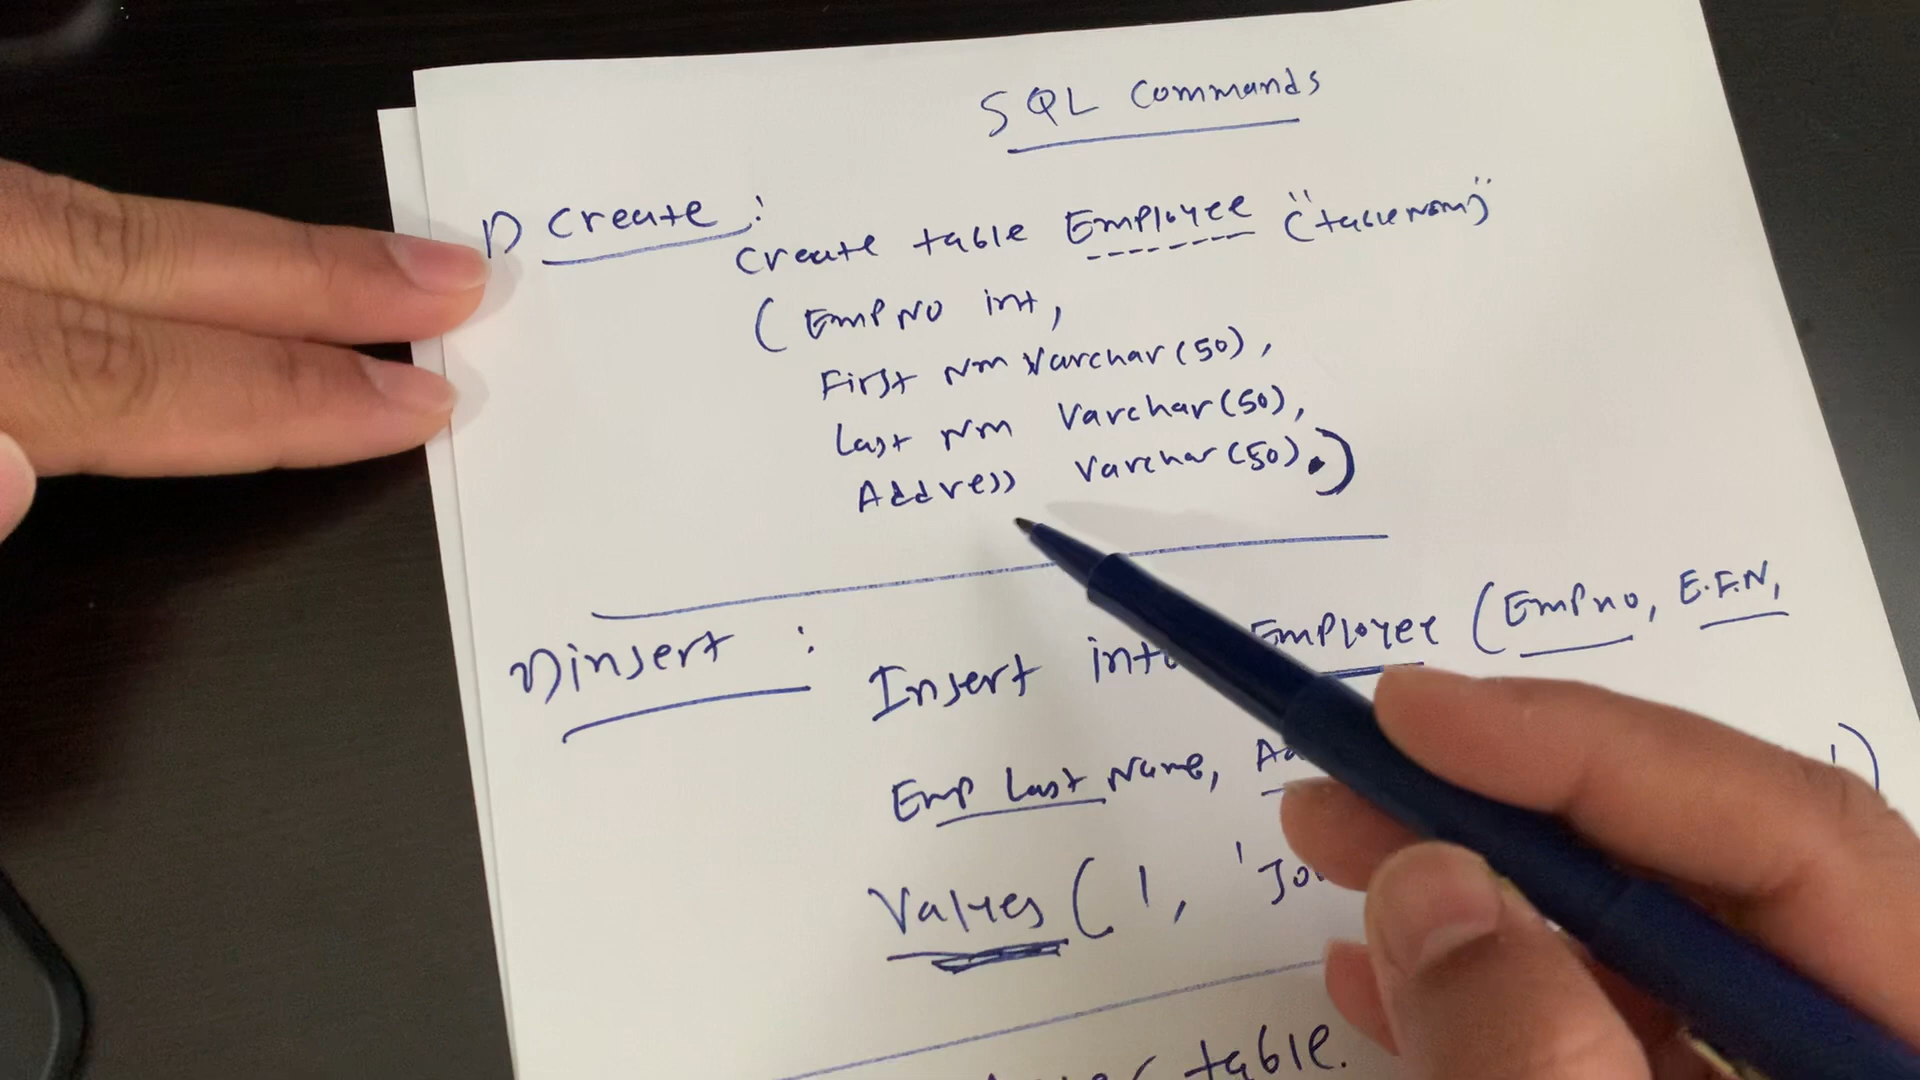 SQL Commands
1) Create :
Create table Employee ("table Nam")
( EmpNo int,
First Nm Varchar(50),
Last Nm Varchar(50),
Address Varchar(50).)
insert :
Insert into Employee (Empno, E.F.N,
Emp Last Name,
Values ( 1,
table.